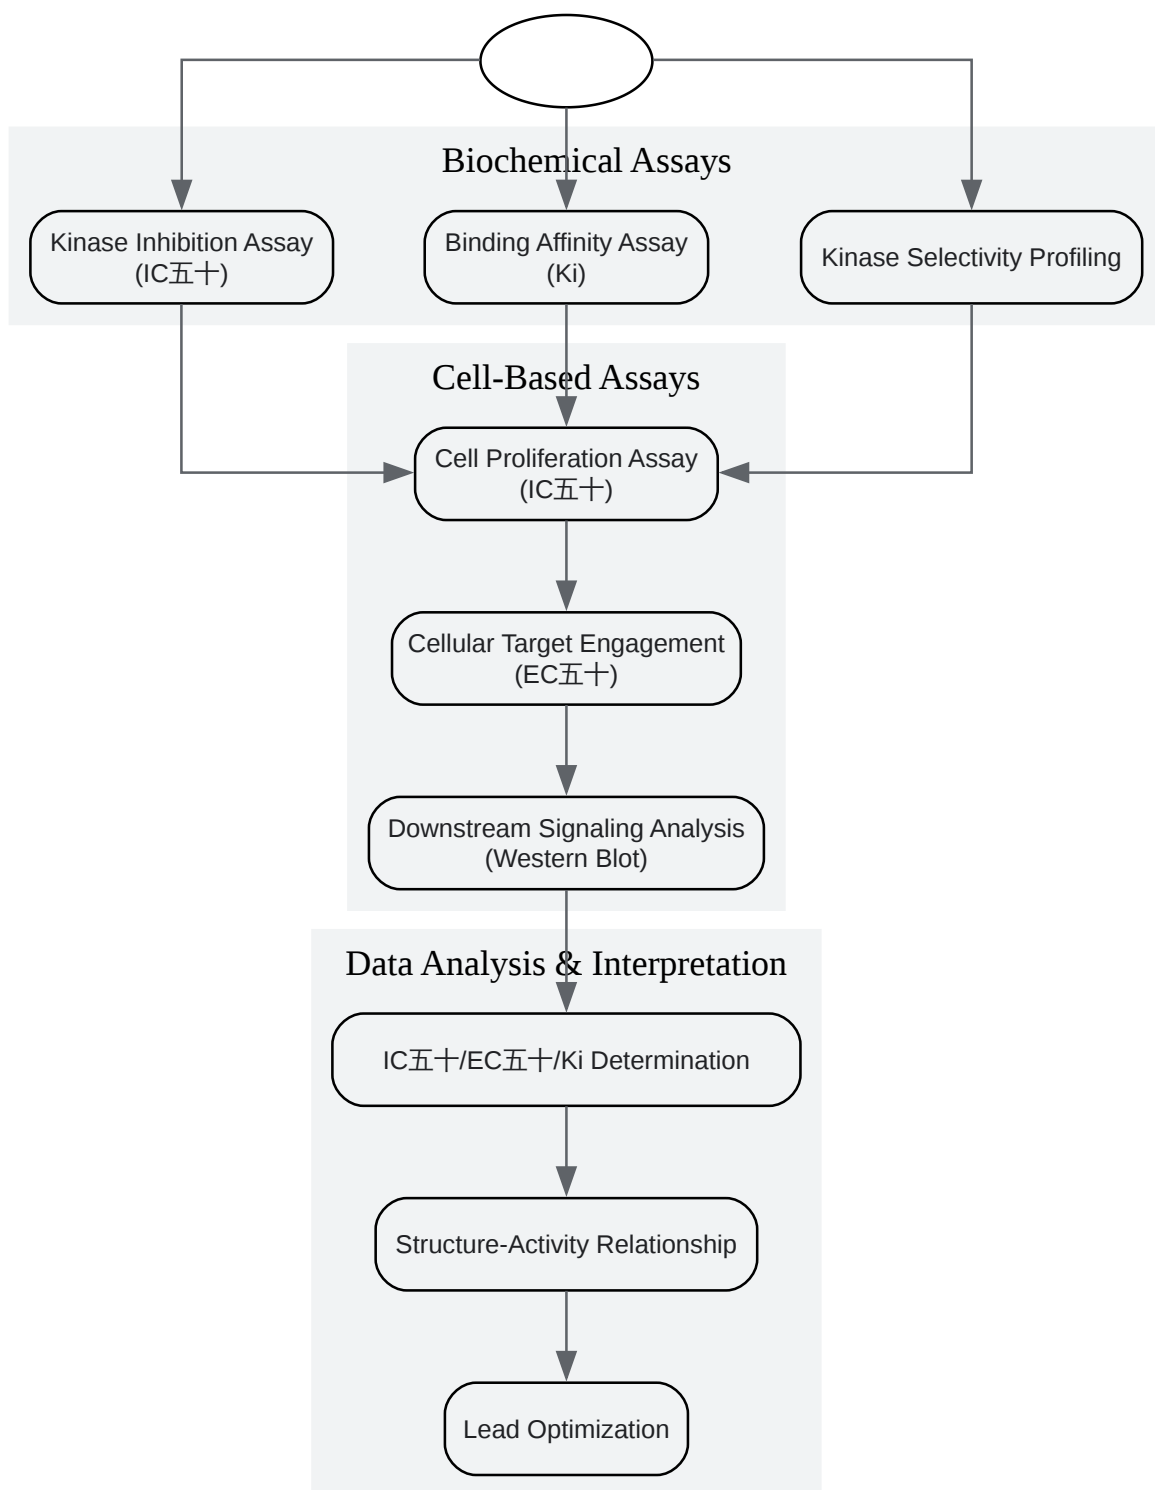 Biochemical Assays
Kinase Inhibition Assay
(IC五十)
Binding Affinity Assay
(Ki)
Kinase Selectivity Profiling
Cell-Based Assays
Cell Proliferation Assay
(IC五十)
Cellular Target Engagement
(EC五十)
Downstream Signaling Analysis
(Western Blot)
Data Analysis & Interpretation
IC五十/EC五十/Ki Determination
Structure-Activity Relationship
Lead Optimization